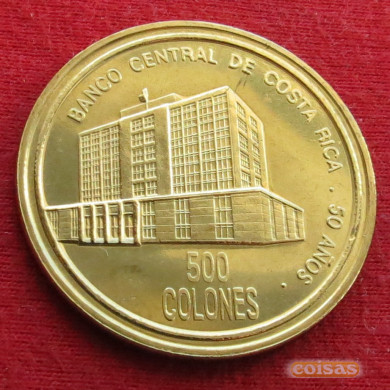 BANCO CENTRAL DE COSTA RICA . 50 AÑOS .
500
COLONES
coisas